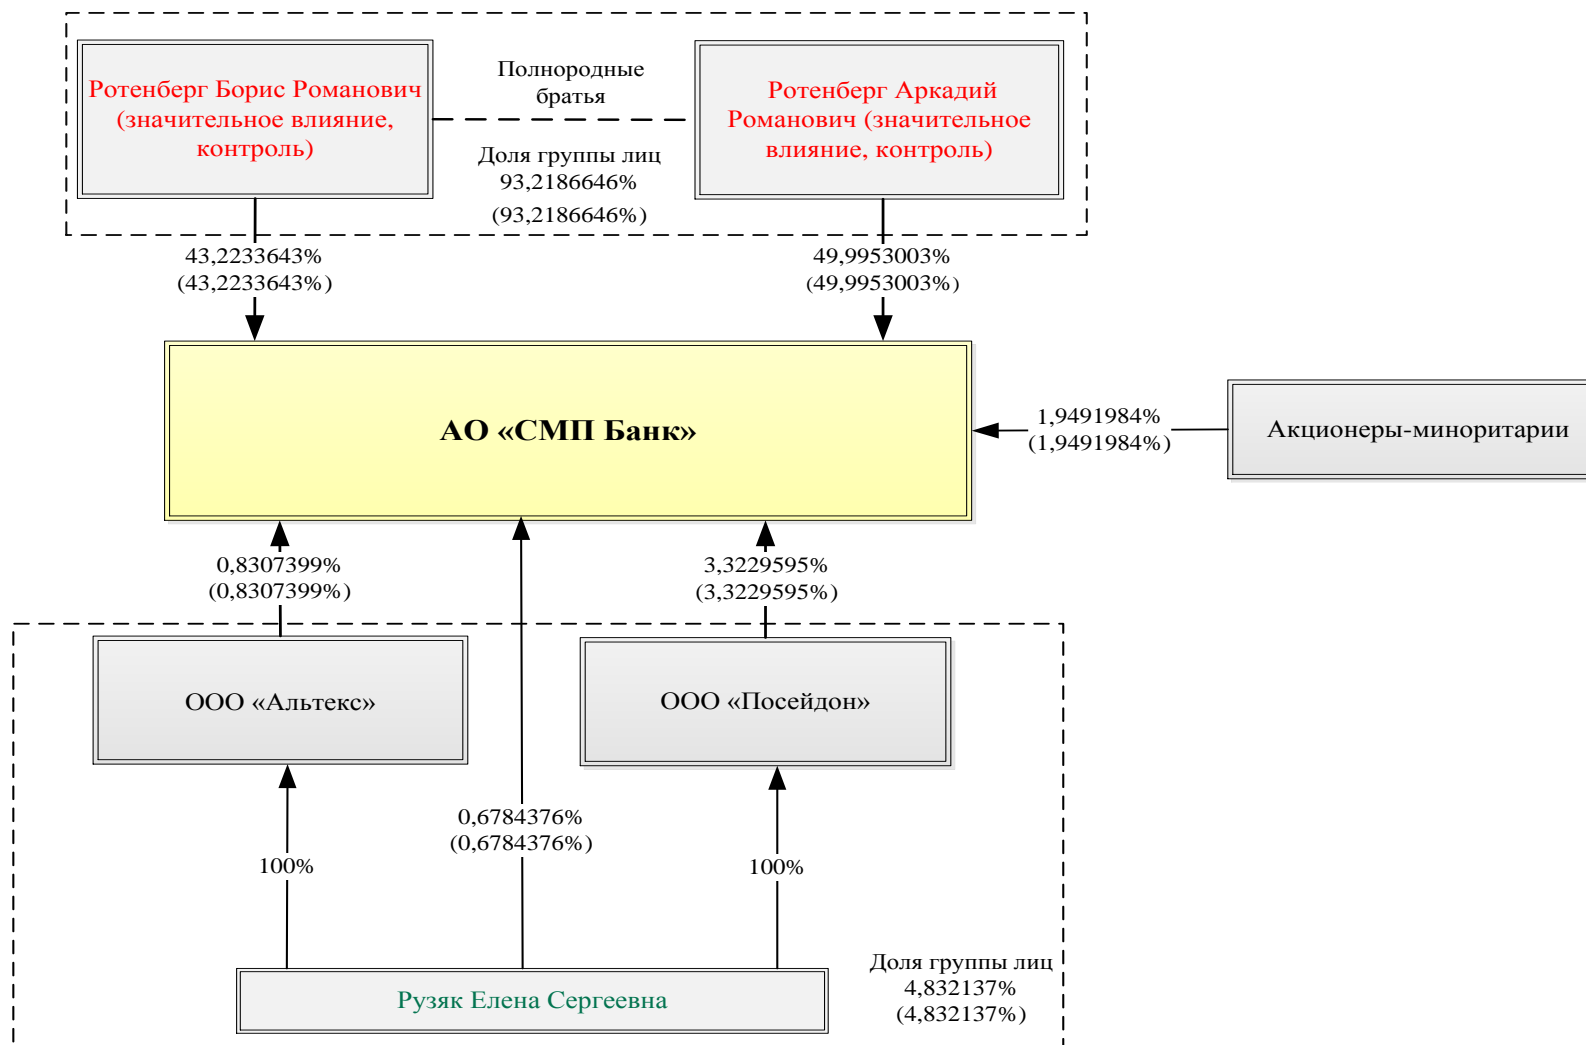 Ротенберг Борис Романович
(значительное влияние,
контроль)
Полнородные
братья
Ротенберг Аркадий
Романович (значительное
влияние, контроль)
Доля группы лиц
93,2186646%
(93,2186646%)
43,2233643%
(43,2233643%)
49,9953003%
(49,9953003%)
АО «СМП Банк»
1,9491984%
(1,9491984%)
Акционеры-миноритарии
0,8307399%
(0,8307399%)
3,3229595%
(3,3229595%)
ООО «Альтекс»
ООО «Посейдон»
0,6784376%
(0,6784376%)
100%
100%
Рузяк Елена Сергеевна
Доля группы лиц
4,832137%
(4,832137%)